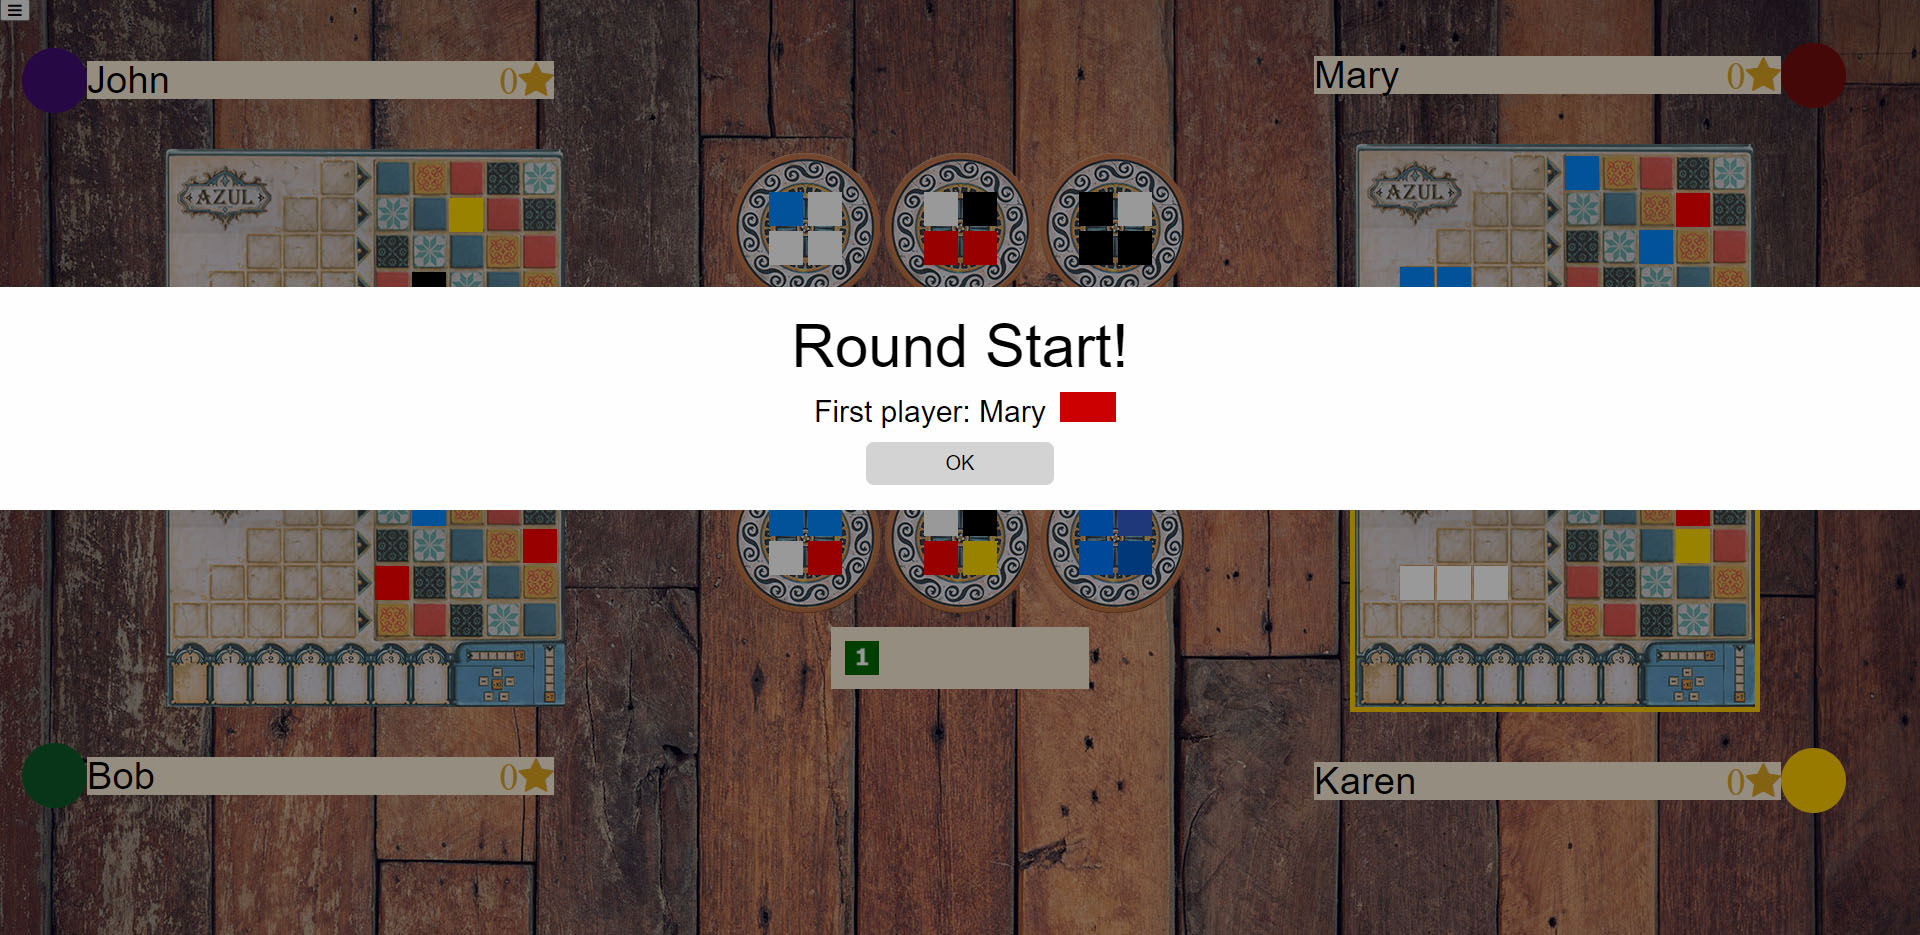 John 0
Mary 0
AZUL
AZUL
Round Start!
First player: Mary
OK
1
Bob 0
Karen 0